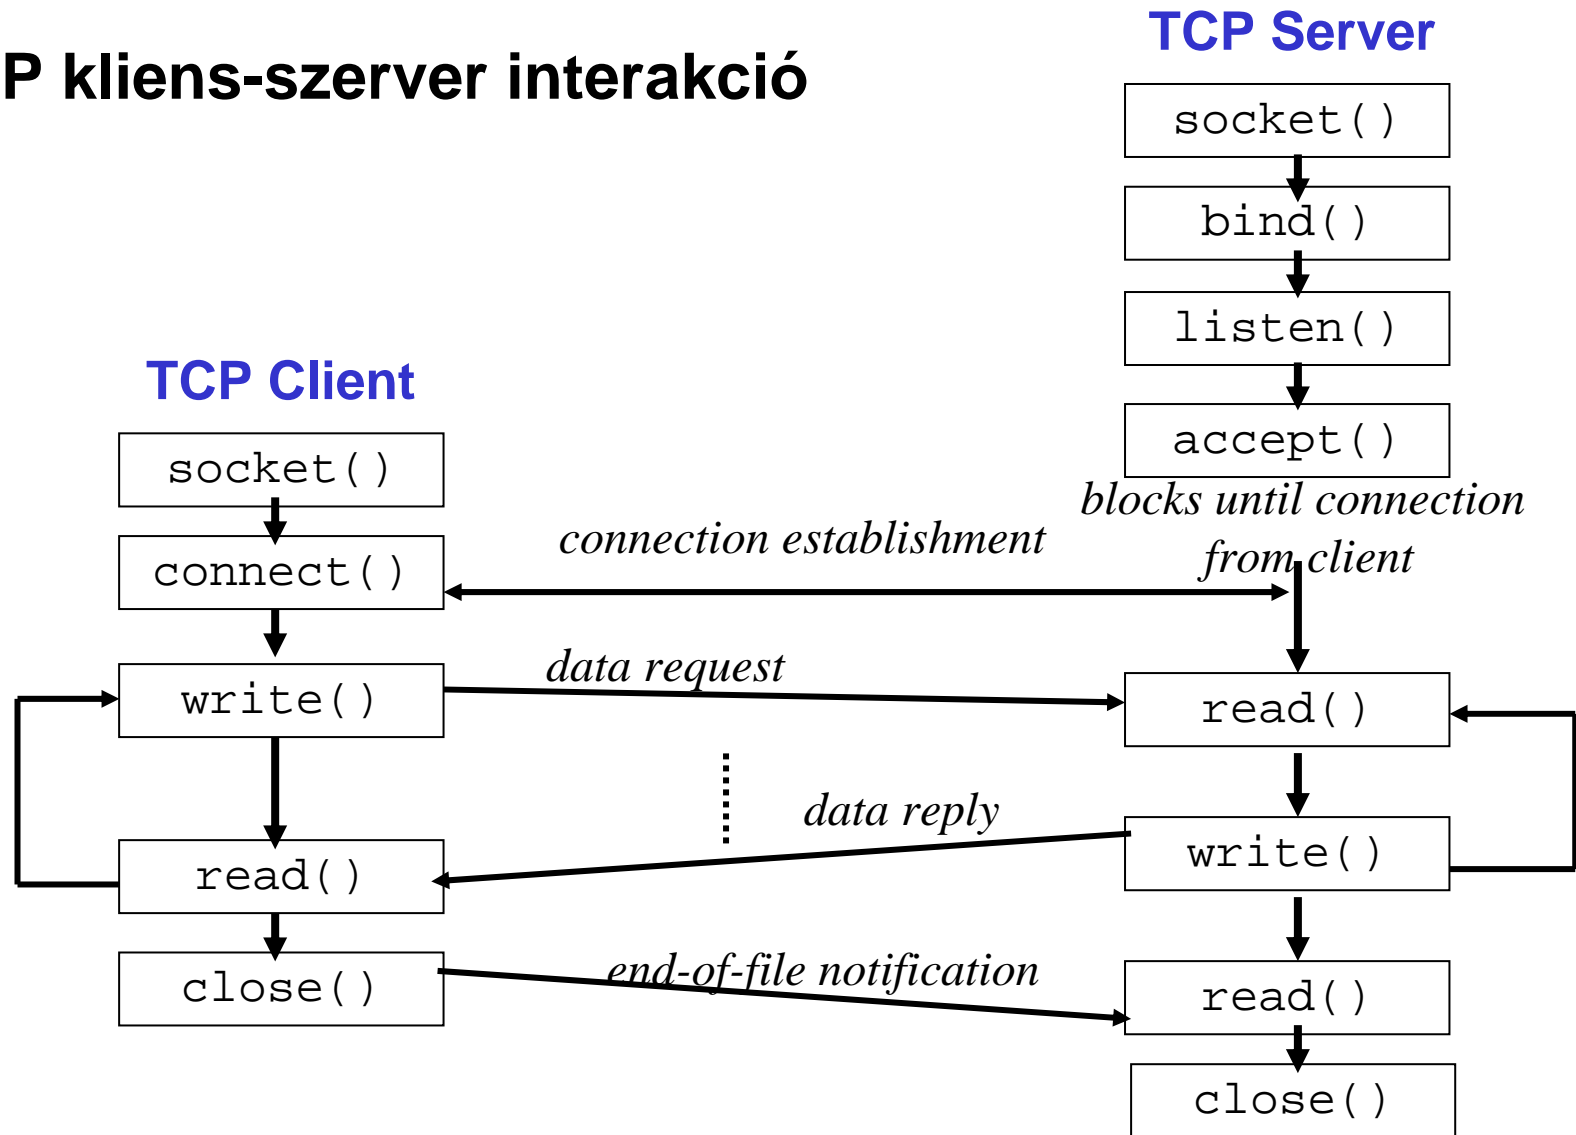 P kliens-szerver interakció
TCP Server
socket()
bind()
listen()
accept()
blocks until connection
from client
TCP Client
socket()
connect()
connection establishment
write()
data request
read()
data reply
write()
read()
close()
end-of-file notification
read()
close()